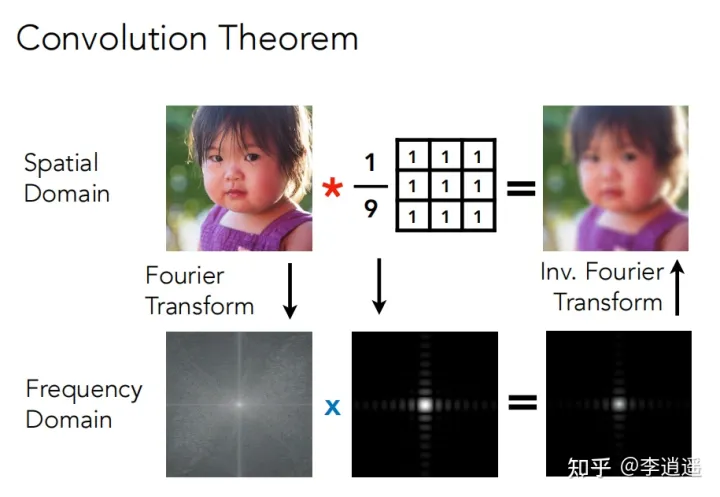 Convolution Theorem
Spatial
Domain
*
1
9
1 1 1
1 1 1
1 1 1
=
Fourier
Transform
Inv. Fourier
Transform
Frequency
Domain
x
=
知乎 @李逍遥